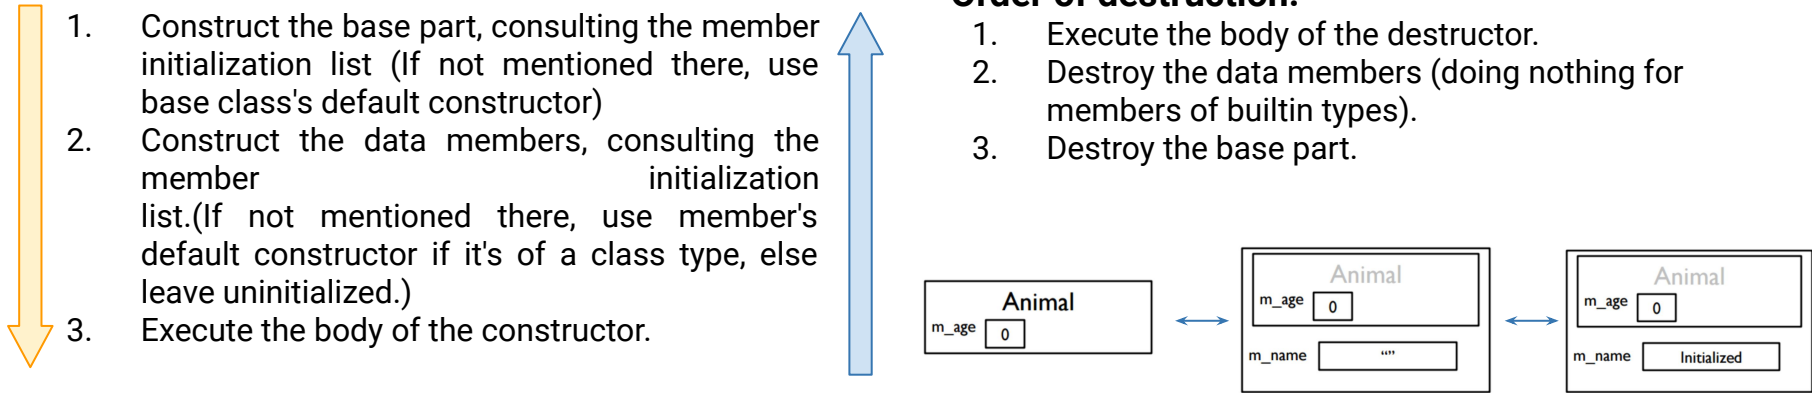 1. Construct the base part, consulting the member
initialization list (If not mentioned there, use
base class's default constructor)
2. Construct the data members, consulting the
member initialization
list.(If not mentioned there, use member's
default constructor if it's of a class type, else
leave uninitialized.)
3. Execute the body of the constructor.
Order of destruction:
1. Execute the body of the destructor.
2. Destroy the data members (doing nothing for
members of builtin types).
3. Destroy the base part.
Animal
m_age 0
Animal
m_age 0
m_name “”
Animal
m_age 0
m_name Initialized